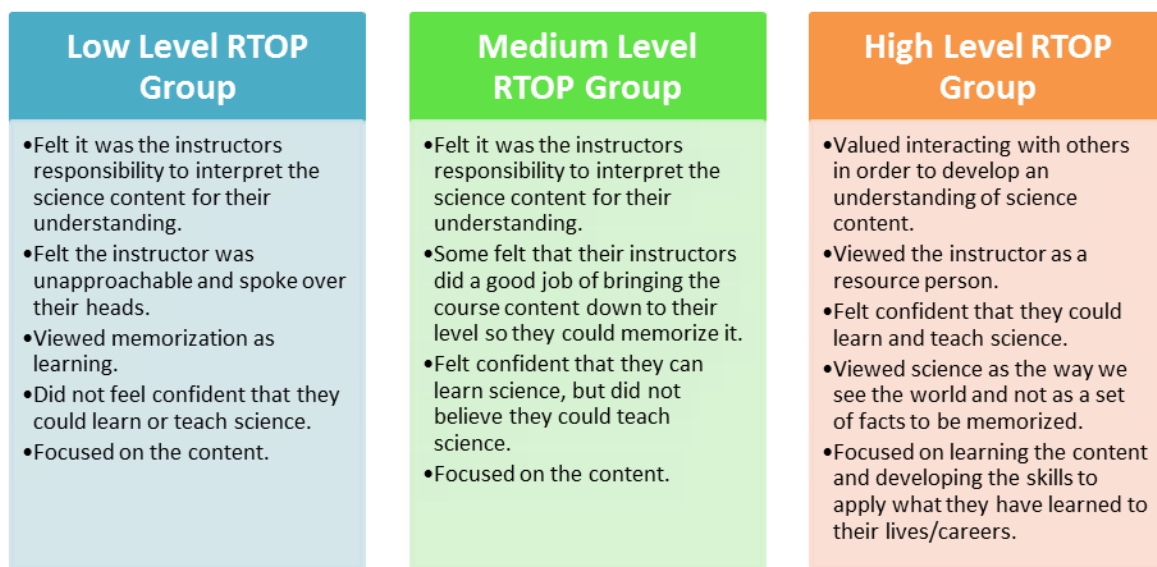 Low Level RTOP
Group
•Felt it was the instructors
responsibility to interpret the
science content for their
understanding.
•Felt the instructor was
unapproachable and spoke over
their heads.
•Viewed memorization as
learning.
•Did not feel confident that they
could learn or teach science.
•Focused on the content.
Medium Level
RTOP Group
•Felt it was the instructors
responsibility to interpret the
science content for their
understanding.
•Some felt that their instructors
did a good job of bringing the
course content down to their
level so they could memorize it.
•Felt confident that they can
learn science, but did not
believe they could teach
science.
•Focused on the content.
High Level RTOP
Group
•Valued interacting with others
in order to develop an
understanding of science
content.
•Viewed the instructor as a
resource person.
•Felt confident that they could
learn and teach science.
•Viewed science as the way we
see the world and not as a set
of facts to be memorized.
•Focused on learning the content
and developing the skills to
apply what they have learned to
their lives/careers.